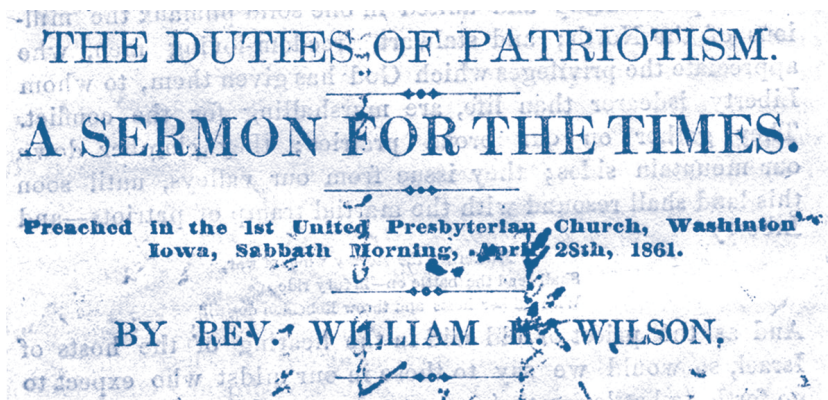 THE DUTIES OF PATRIOTISM.
A SERMON FOR THE TIMES.
Preached in the 1st United Presbyterian Church, Washinton
Iowa, Sabbath Morning, April 28th, 1861.
BY REV. WILLIAM H. WILSON.